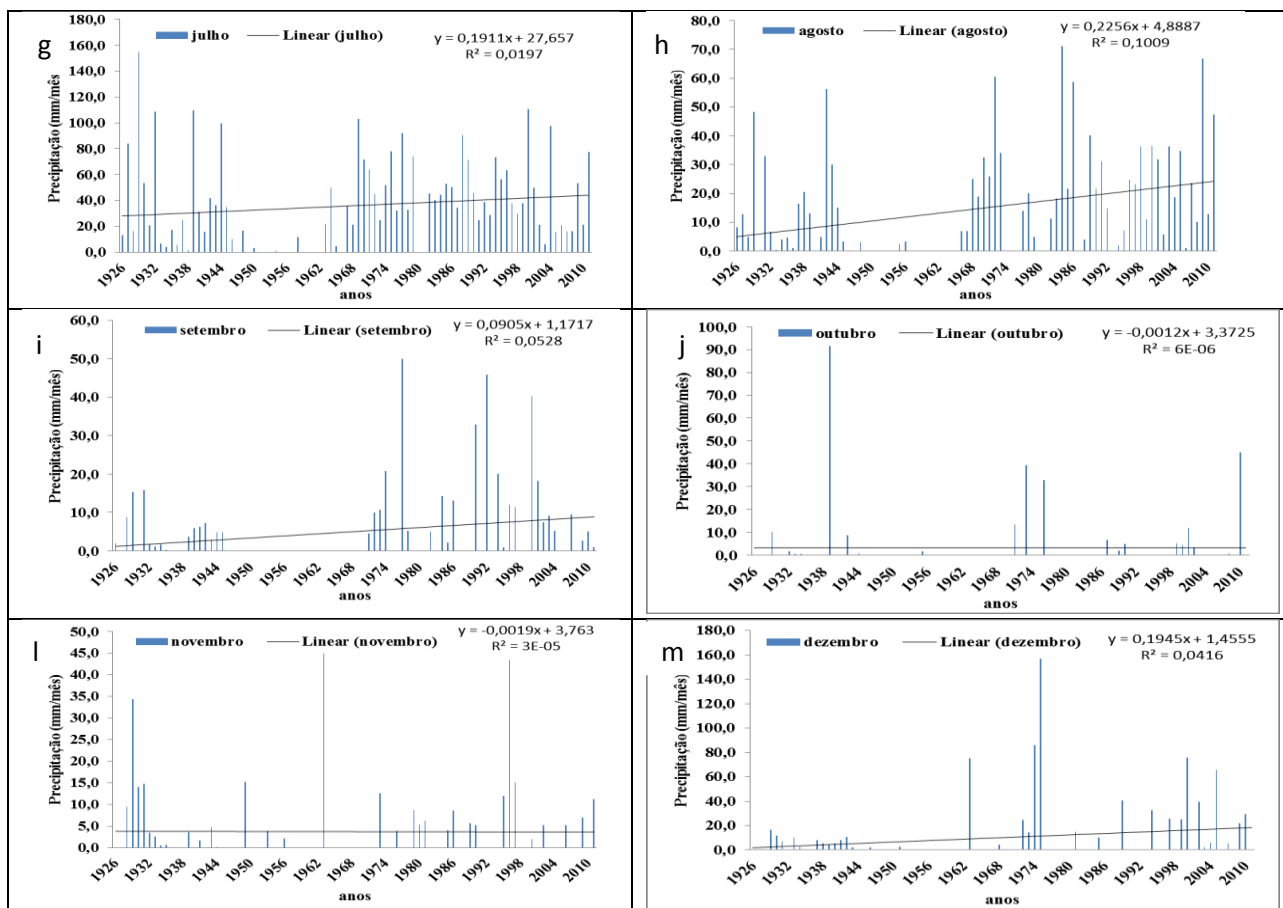 g
julho
Linear (julho)
y = 0,1911x + 27,657
R² = 0,0197
Precipitação (mm/mês)
180,0
160,0
140,0
120,0
100,0
80,0
60,0
40,0
20,0
0,0
1926 1932 1938 1944 1950 1956 1962 1968 1974 1980 1986 1992 1998 2004 2010
anos
h
agosto
Linear (agosto)
y = 0,2256x + 4,8887
R² = 0,1009
Precipitação (mm/mês)
80,0
70,0
60,0
50,0
40,0
30,0
20,0
10,0
0,0
1926 1932 1938 1944 1950 1956 1962 1968 1974 1980 1986 1992 1998 2004 2010
anos
i
setembro
Linear (setembro)
y = 0,0905x + 1,1717
R² = 0,0528
Precipitação (mm/mês)
60,0
50,0
40,0
30,0
20,0
10,0
0,0
1926 1932 1938 1944 1950 1956 1962 1968 1974 1980 1986 1992 1998 2004 2010
anos
j
outubro
Linear (outubro)
y = -0,0012x + 3,3725
R² = 6E-06
Precipitação (mm/mês)
100,0
90,0
80,0
70,0
60,0
50,0
40,0
30,0
20,0
10,0
0,0
1926 1932 1938 1944 1950 1956 1962 1968 1974 1980 1986 1992 1998 2004 2010
anos
l
novembro
Linear (novembro)
y = -0,0019x + 3,763
R² = 3E-05
Precipitação (mm/mês)
50,0
45,0
40,0
35,0
30,0
25,0
20,0
15,0
10,0
5,0
0,0
1926 1932 1938 1944 1950 1956 1962 1968 1974 1980 1986 1992 1998 2004 2010
anos
m
dezembro
Linear (dezembro)
y = 0,1945x + 1,4555
R² = 0,0416
Precipitação (mm/mês)
180,0
160,0
140,0
120,0
100,0
80,0
60,0
40,0
20,0
0,0
1926 1932 1938 1944 1950 1956 1962 1968 1974 1980 1986 1992 1998 2004 2010
anos